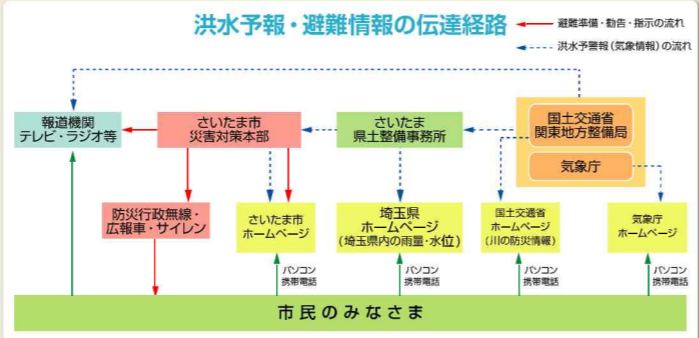 洪水予報・避難情報の伝達経路
避難準備・勧告・指示の流れ
洪水予警報(気象情報)の流れ
報道機関
テレビ・ラジオ等
さいたま市
災害対策本部
さいたま
県土整備事務所
国土交通省
関東地方整備局
気象庁
防災行政無線・
広報車・サイレン
さいたま市
ホームページ
埼玉県
ホームページ
(埼玉県内の雨量・水位)
国土交通省
ホームページ
(川の防災情報)
気象庁
ホームページ
パソコン
携帯電話
パソコン
携帯電話
パソコン
携帯電話
パソコン
携帯電話
市民のみなさま